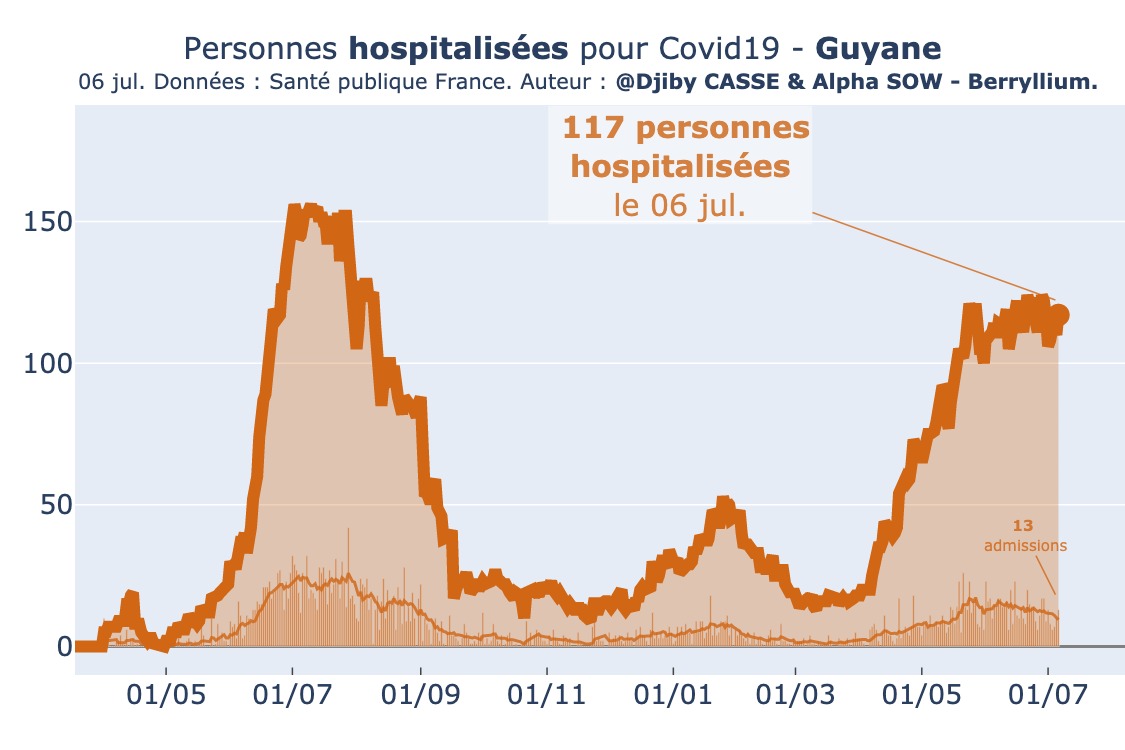 Personnes hospitalisées pour Covid19 - Guyane
06 jul. Données : Santé publique France. Auteur : @Djiby CASSE & Alpha SOW - Berryllium.
117 personnes
hospitalisées
le 06 jul.
150
100
50
0
13
admissions
01/05
01/07
01/09
01/11
01/01
01/03
01/05
01/07